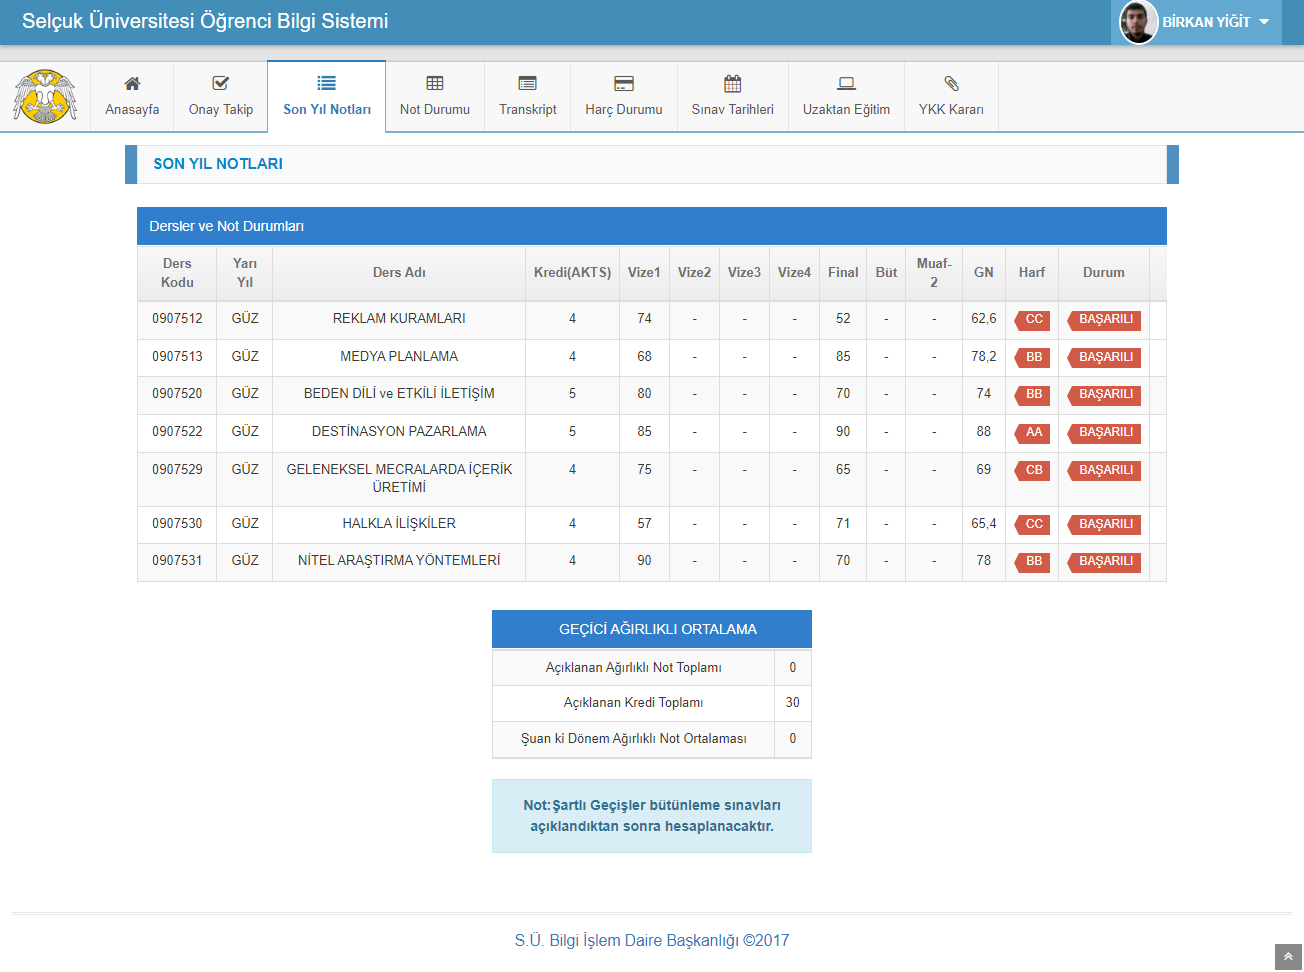 Selçuk Üniversitesi Öğrenci Bilgi Sistemi
BİRKAN YİĞİT
Anasayfa
Onay Takip
Son Yıl Notları
Not Durumu
Transkript
Harç Durumu
Sınav Tarihleri
Uzaktan Eğitim
YKK Kararı
SON YIL NOTLARI
Dersler ve Not Durumları
Ders Kodu Yarı Yıl Ders Adı Kredi(AKTS) Vize1 Vize2 Vize3 Vize4 Final Büt Muaf-2 GN Harf Durum
0907512 GÜZ REKLAM KURAMLARI 4 74 - - - 52 - - 62,6 CC BAŞARILI
0907513 GÜZ MEDYA PLANLAMA 4 68 - - - 85 - - 78,2 BB BAŞARILI
0907520 GÜZ BEDEN DİLİ ve ETKİLİ İLETİŞİM 5 80 - - - 70 - - 74 BB BAŞARILI
0907522 GÜZ DESTİNASYON PAZARLAMA 5 85 - - - 90 - - 88 AA BAŞARILI
0907529 GÜZ GELENEKSEL MECRALARDA İÇERİK ÜRETİMİ 4 75 - - - 65 - - 69 CB BAŞARILI
0907530 GÜZ HALKLA İLİŞKİLER 4 57 - - - 71 - - 65,4 CC BAŞARILI
0907531 GÜZ NİTEL ARAŞTIRMA YÖNTEMLERİ 4 90 - - - 70 - - 78 BB BAŞARILI
GEÇİCİ AĞIRLIKLI ORTALAMA
Açıklanan Ağırlıklı Not Toplamı 0
Açıklanan Kredi Toplamı 30
Şuan ki Dönem Ağırlıklı Not Ortalaması 0
Not:Şartlı Geçişler bütünleme sınavları
açıklandıktan sonra hesaplanacaktır.
S.Ü. Bilgi İşlem Daire Başkanlığı ©2017